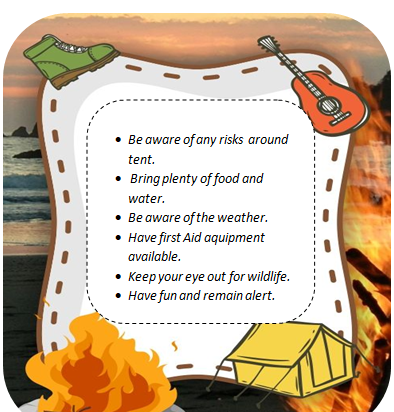 • Be aware of any risks around
tent.
• Bring plenty of food and
water.
• Be aware of the weather.
• Have first Aid aquipment
available.
• Keep your eye out for wildlife.
• Have fun and remain alert.